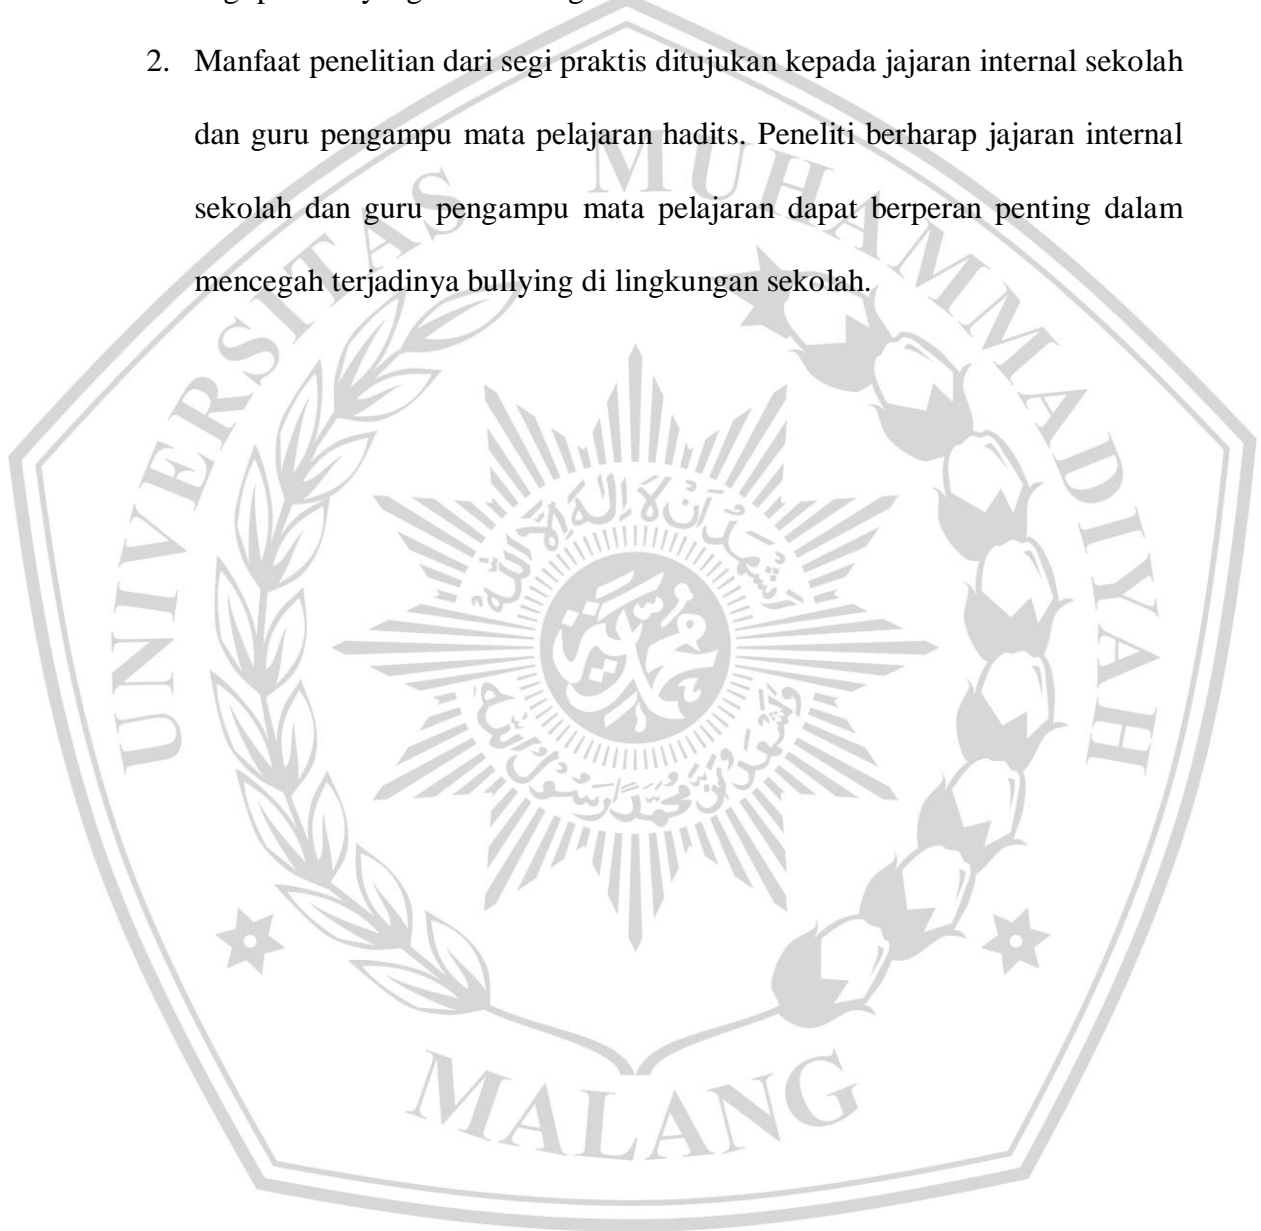 2. Manfaat penelitian dari segi praktis ditujukan kepada jajaran internal sekolah
dan guru pengampu mata pelajaran hadits. Peneliti berharap jajaran internal
sekolah dan guru pengampu mata pelajaran dapat berperan penting dalam
mencegah terjadinya bullying di lingkungan sekolah.
UNIVERSITAS MUHAMMADIYAH
MALANG